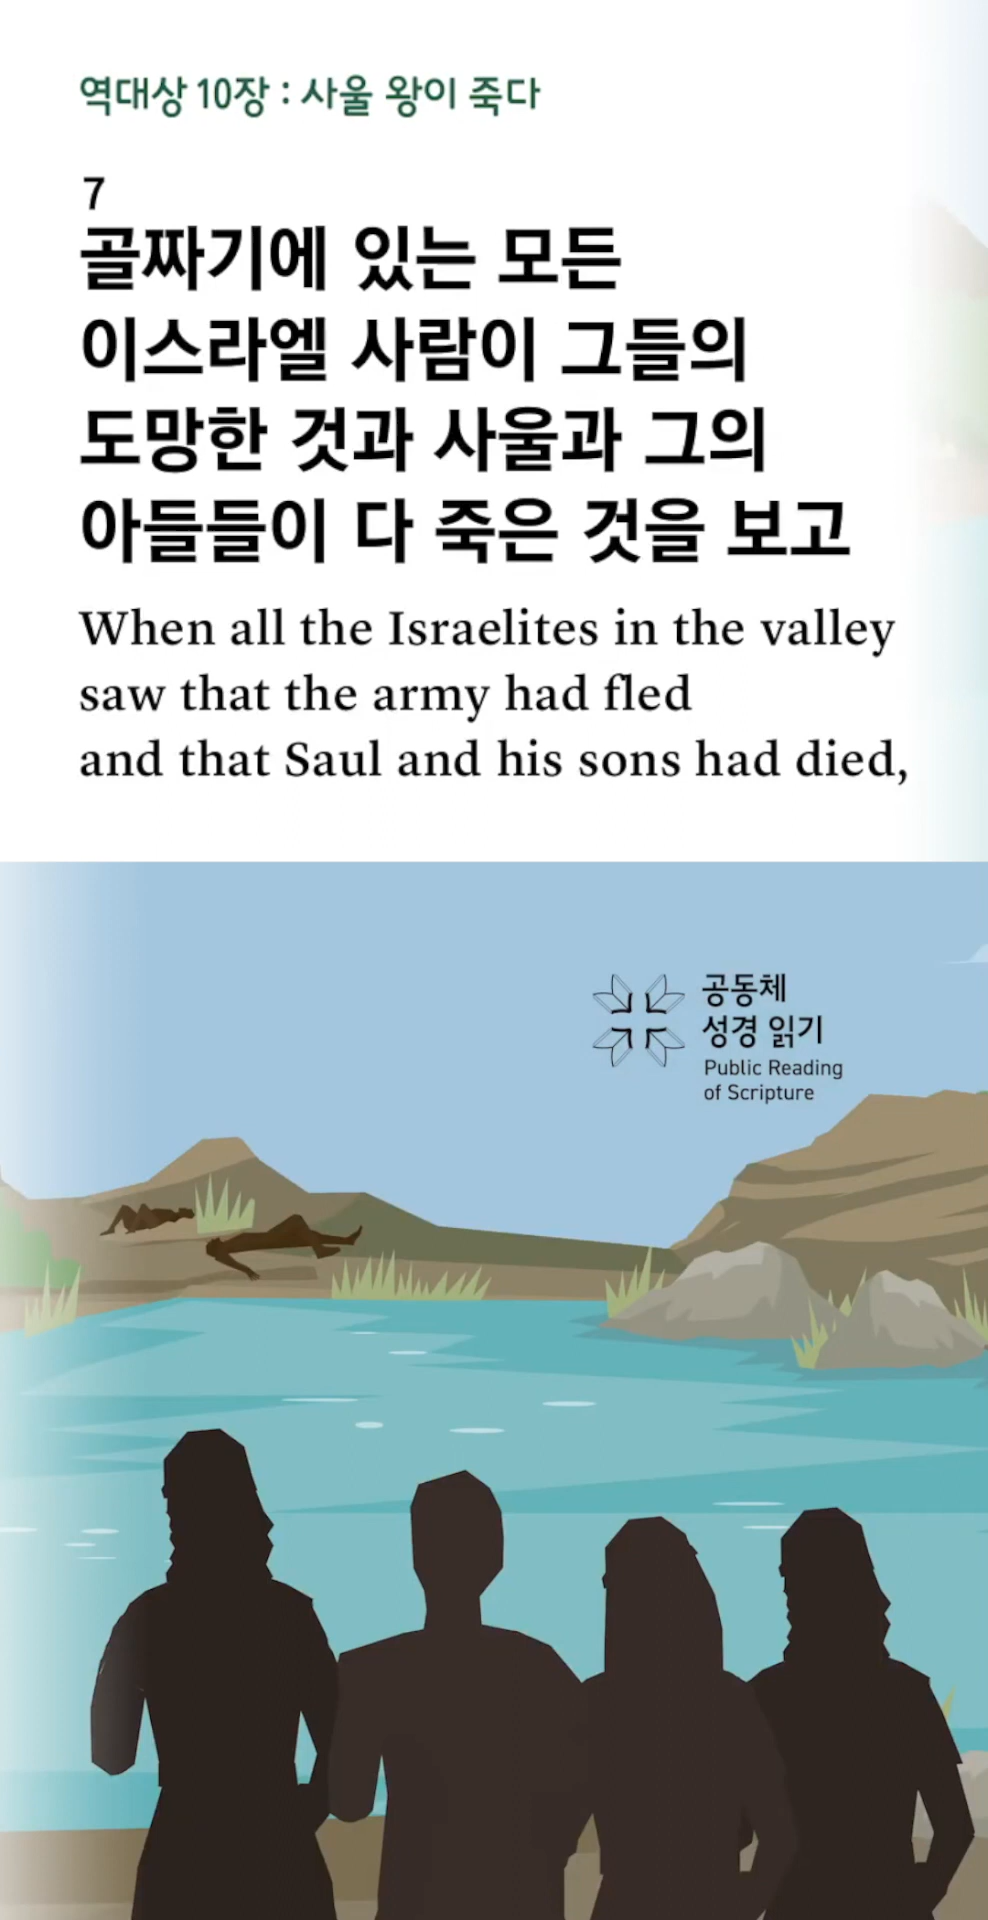 역대상 10장 : 사울 왕이 죽다
7
골짜기에 있는 모든
이스라엘 사람이 그들의
도망한 것과 사울과 그의
아들들이 다 죽은 것을 보고
When all the Israelites in the valley
saw that the army had fled
and that Saul and his sons had died,
공동체
성경 읽기
Public Reading
of Scripture